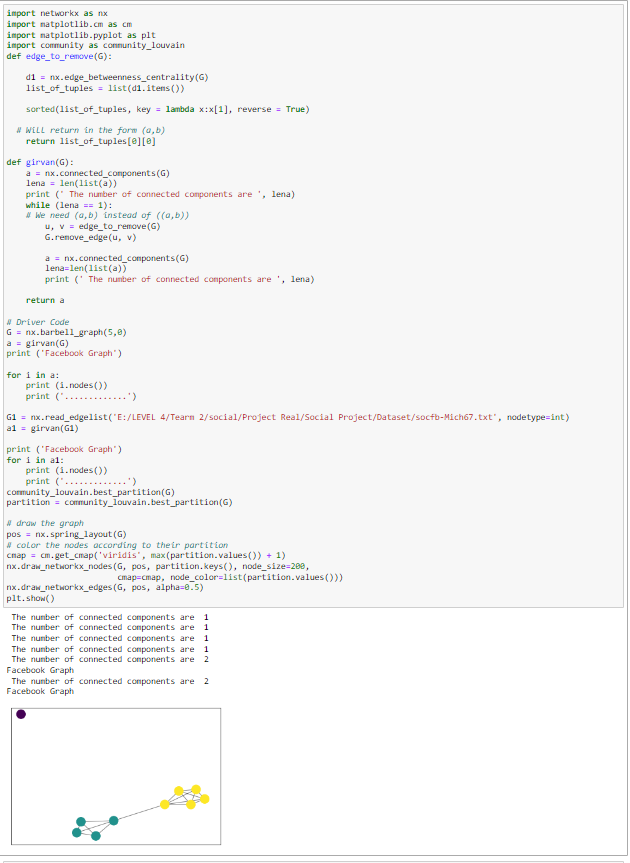 import networkx as nx
import matplotlib.cm as cm
import matplotlib.pyplot as plt
import community as community_louvain
def edge_to_remove(G):
    d1 = nx.edge_betweenness_centrality(G)
    list_of_tuples = list(d1.items())
    sorted(list_of_tuples, key = lambda x:x[1], reverse = True)
  # Will return in the form (a,b)
    return list_of_tuples[0][0]
def girvan(G):
    a = nx.connected_components(G)
    lena = len(list(a))
    print (' The number of connected components are ', lena)
    while (lena == 1):
    # We need (a,b) instead of ((a,b))
        u, v = edge_to_remove(G)
        G.remove_edge(u, v)
        a = nx.connected_components(G)
        lena=len(list(a))
        print (' The number of connected components are ', lena)
    return a
# Driver Code
G = nx.barbell_graph(5,0)
a = girvan(G)
print ('Facebook Graph')
for i in a:
    print (i.nodes())
    print ('.............')
G1 = nx.read_edgelist('E:/LEVEL 4/Tearm 2/social/Project Real/Social Project/Dataset/socfb-Mich67.txt', nodetype=int)
a1 = girvan(G1)
print ('Facebook Graph')
for i in a1:
    print (i.nodes())
    print ('.............')
community_louvain.best_partition(G)
partition = community_louvain.best_partition(G)
# draw the graph
pos = nx.spring_layout(G)
# color the nodes according to their partition
cmap = cm.get_cmap('viridis', max(partition.values()) + 1)
nx.draw_networkx_nodes(G, pos, partition.keys(), node_size=200,
                       cmap=cmap, node_color=list(partition.values()))
nx.draw_networkx_edges(G, pos, alpha=0.5)
plt.show()
 The number of connected components are  1
 The number of connected components are  1
 The number of connected components are  1
 The number of connected components are  1
 The number of connected components are  2
Facebook Graph
 The number of connected components are  2
Facebook Graph